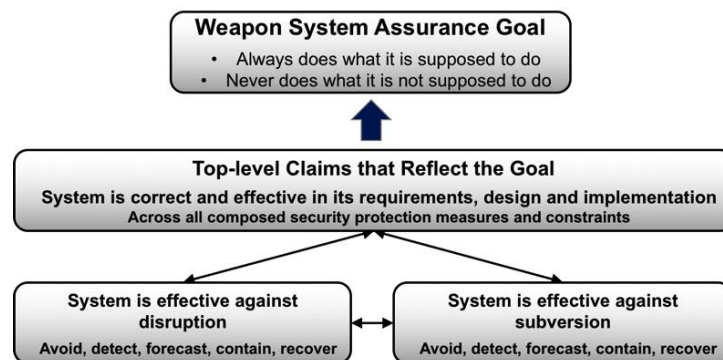 Weapon System Assurance Goal
• Always does what it is supposed to do
• Never does what it is not supposed to do
Top-level Claims that Reflect the Goal
System is correct and effective in its requirements, design and implementation
Across all composed security protection measures and constraints
System is effective against
disruption
Avoid, detect, forecast, contain, recover
System is effective against
subversion
Avoid, detect, forecast, contain, recover